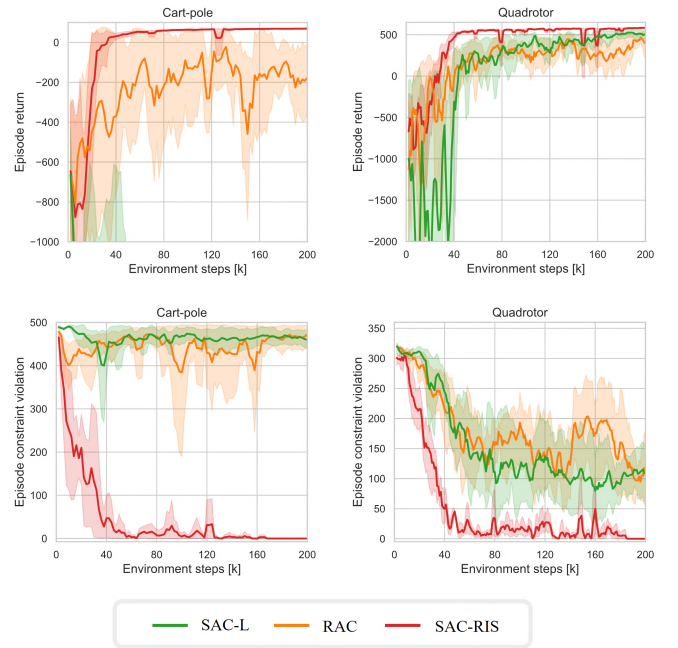 Cart-pole
Episode return
0
−200
−400
−600
−800
−1000
0 40 80 120 160 200
Environment steps [k]
Quadrotor
Episode return
500
0
−500
−1000
−1500
−2000
0 40 80 120 160 200
Environment steps [k]
Cart-pole
Episode constraint violation
500
400
300
200
100
0
0 40 80 120 160 200
Environment steps [k]
Quadrotor
Episode constraint violation
350
300
250
200
150
100
50
0
0 40 80 120 160 200
Environment steps [k]
SAC-L RAC SAC-RIS